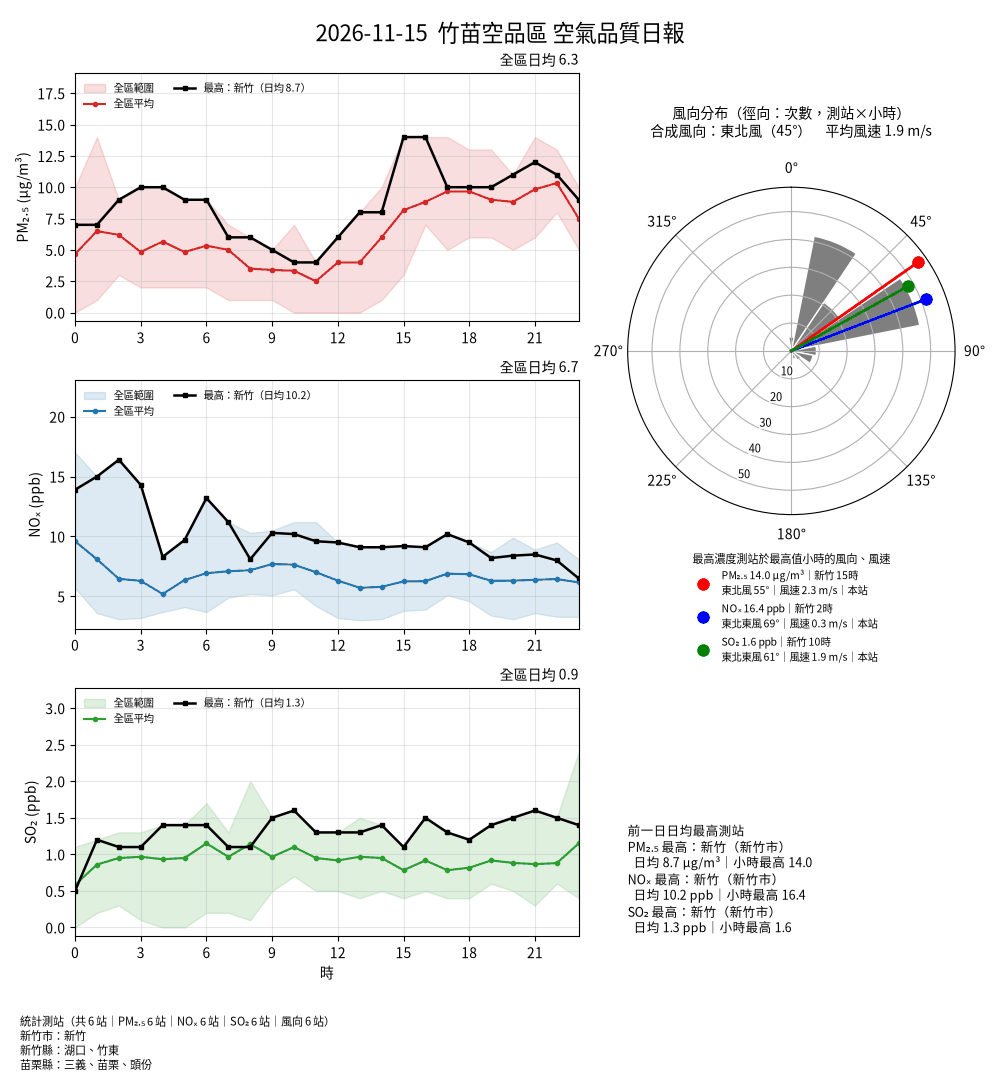 2026-11-15 竹苗空品區 空氣品質日報
全區日均 6.3
全區範圍
全區平均
最高：新竹（日均 8.7）
PM₂.₅ (µg/m³)
17.5
15.0
12.5
10.0
7.5
5.0
2.5
0.0
0 3 6 9 12 15 18 21
全區日均 6.7
全區範圍
全區平均
最高：新竹（日均 10.2）
NOₓ (ppb)
20
15
10
5
0 3 6 9 12 15 18 21
全區日均 0.9
全區範圍
全區平均
最高：新竹（日均 1.3）
SO₂ (ppb)
3.0
2.5
2.0
1.5
1.0
0.5
0.0
0 3 6 9 12 15 18 21
時
風向分布（徑向：次數，測站×小時）
合成風向：東北風（45°） 平均風速 1.9 m/s
0°
45°
90°
135°
180°
225°
270°
315°
10
20
30
40
50
最高濃度測站於最高值小時的風向、風速
PM₂.₅ 14.0 µg/m³｜新竹 15時
東北風 55°｜風速 2.3 m/s｜本站
NOₓ 16.4 ppb｜新竹 2時
東北東風 69°｜風速 0.3 m/s｜本站
SO₂ 1.6 ppb｜新竹 10時
東北東風 61°｜風速 1.9 m/s｜本站
前一日日均最高測站
PM₂.₅ 最高：新竹（新竹市）
日均 8.7 µg/m³｜小時最高 14.0
NOₓ 最高：新竹（新竹市）
日均 10.2 ppb｜小時最高 16.4
SO₂ 最高：新竹（新竹市）
日均 1.3 ppb｜小時最高 1.6
統計測站（共 6 站｜PM₂.₅ 6 站｜NOₓ 6 站｜SO₂ 6 站｜風向 6 站）
新竹市：新竹
新竹縣：湖口、竹東
苗栗縣：三義、苗栗、頭份